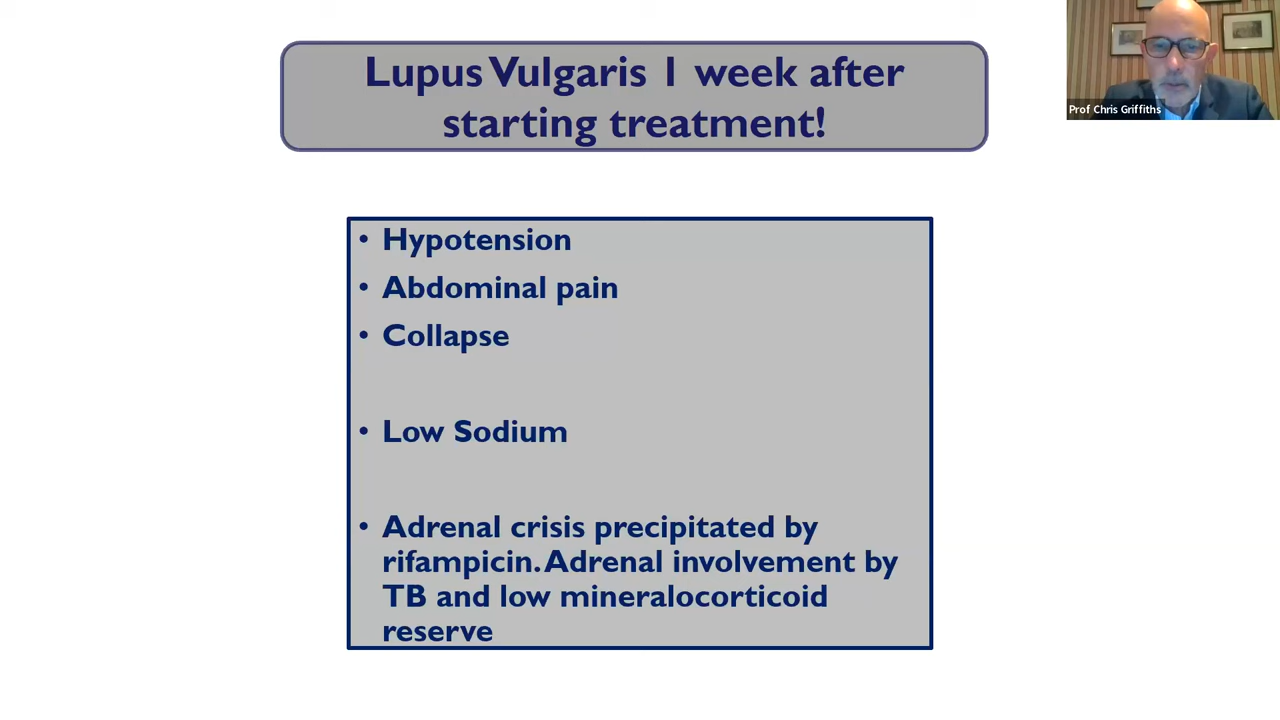 Lupus Vulgaris 1 week after
starting treatment!
Prof Chris Griffiths
• Hypotension
• Abdominal pain
• Collapse
• Low Sodium
• Adrenal crisis precipitated by
rifampicin. Adrenal involvement by
TB and low mineralocorticoid
reserve